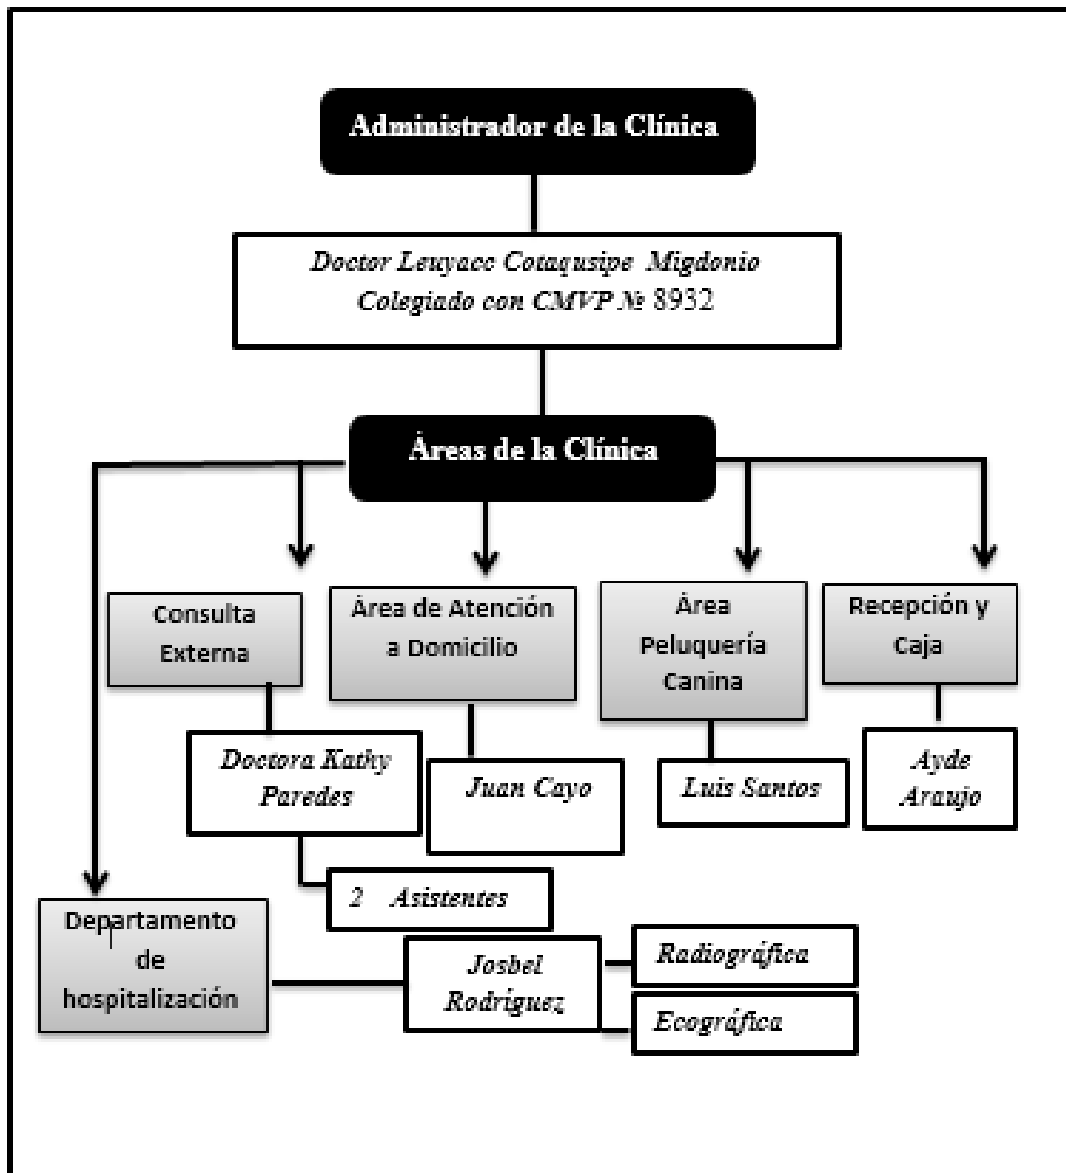 Administrador de la Clínica
Doctor Leuyacc Cotaqusipe Migdonio
Colegiado con CMVP № 8932
Áreas de la Clínica
Consulta
Externa
Área de Atención
a Domicilio
Área
Peluquería
Canina
Recepción y
Caja
Doctora Kathy
Paredes
Juan Cayo
Luis Santos
Ayde
Araujo
2 Asistentes
Departamento
de
hospitalización
Josbel
Rodríguez
Radiográfica
Ecográfica